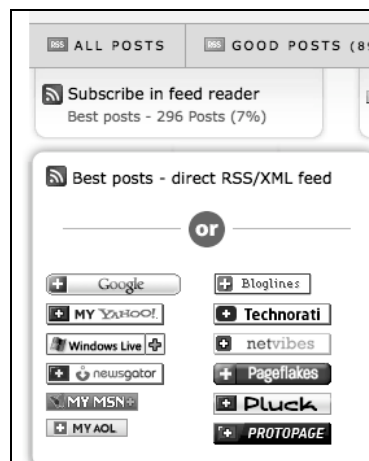 RSS ALL POSTS RSS GOOD POSTS (89
Subscribe in feed reader
Best posts - 296 Posts (7%)
Best posts - direct RSS/XML feed
or
Google
Bloglines
MY YAHOO!
Technorati
Windows Live
netvibes
newsgator
Pageflakes
MY MSN
Pluck
MY AOL
PROTOPAGE